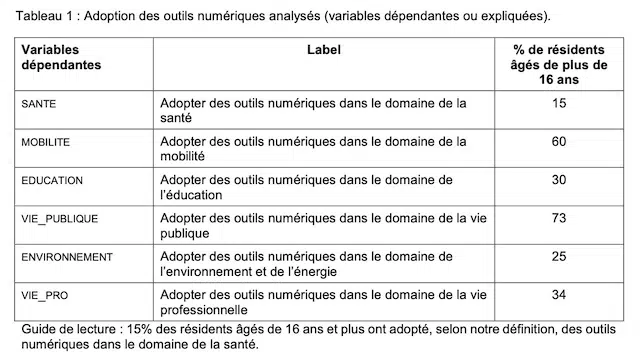 Tableau 1 : Adoption des outils numériques analysés (variables dépendantes ou expliquées).
Variables dépendantes Label % de résidents âgés de plus de 16 ans
SANTE Adopter des outils numériques dans le domaine de la santé 15
MOBILITE Adopter des outils numériques dans le domaine de la mobilité 60
EDUCATION Adopter des outils numériques dans le domaine de l'éducation 30
VIE_PUBLIQUE Adopter des outils numériques dans le domaine de la vie publique 73
ENVIRONNEMENT Adopter des outils numériques dans le domaine de l'environnement et de l'énergie 25
VIE_PRO Adopter des outils numériques dans le domaine de la vie professionnelle 34
Guide de lecture : 15% des résidents âgés de 16 ans et plus ont adopté, selon notre définition, des outils
numériques dans le domaine de la santé.